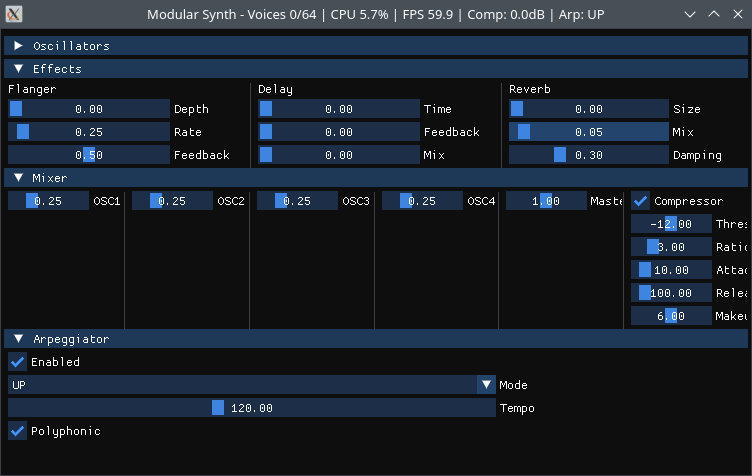 Modular Synth - Voices 0/64 | CPU 5.7% | FPS 59.9 | Comp: 0.0dB | Arp: UP
Oscillators
Effects
Flanger Delay Reverb
0.00 Depth 0.00 Time 0.00 Size
0.25 Rate 0.00 Feedback 0.05 Mix
0.50 Feedback 0.00 Mix 0.30 Damping
Mixer
0.25 OSC1 0.25 OSC2 0.25 OSC3 0.25 OSC4 1.00 Maste Compressor
-12.00 Thres
3.00 Ratio
10.00 Attac
100.00 Relea
6.00 Makeu
Arpeggiator
Enabled
UP Mode
120.00 Tempo
Polyphonic